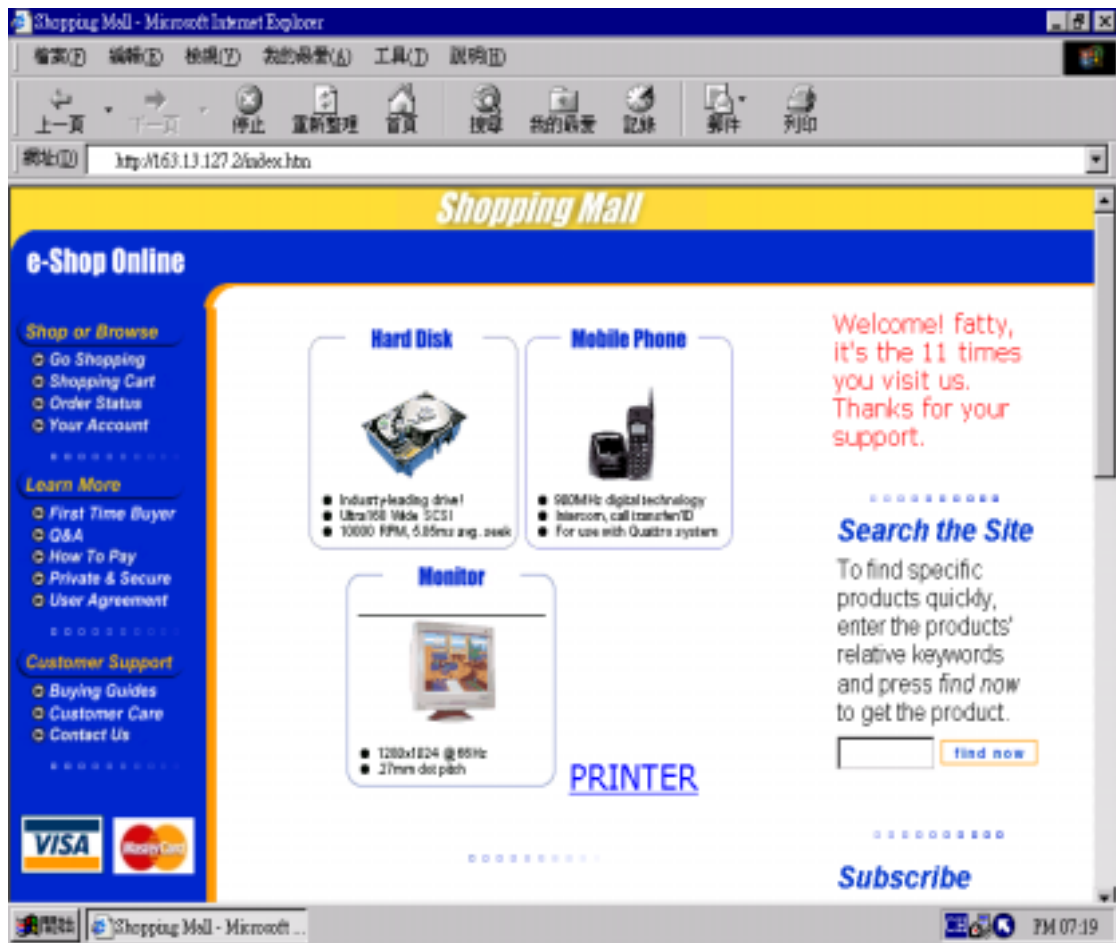 Shopping Mall - Microsoft Internet Explorer
檔案(F) 編輯(E) 檢視(V) 我的最愛(A) 工具(T) 說明(H)
上一頁 下一頁 停止 重新整理 首頁 搜尋 我的最愛 記錄 郵件 列印
網址(D) http://163.13.127.2/index.htm
Shopping Mall
e-Shop Online
Shop or Browse
Go Shopping
Shopping Cart
Order Status
Your Account
Learn More
First Time Buyer
Q&A
How To Pay
Private & Secure
User Agreement
Customer Support
Buying Guides
Customer Care
Contact Us
VISA MasterCard
Hard Disk
Industry-leading drive!
Ultra160 Wide SCSI
10000 RPM, 5.85ms avg. seek
Mobile Phone
900MHz digital technology
Intercom, call transfer/ID
For use with Quattro system
Monitor
1280x1024 @ 66Hz
.27mm dot pitch
PRINTER
Welcome! fatty,
it's the 11 times
you visit us.
Thanks for your
support.
Search the Site
To find specific
products quickly,
enter the products'
relative keywords
and press find now
to get the product.
find now
Subscribe
開始 Shopping Mall - Microsoft ... PM 07:19